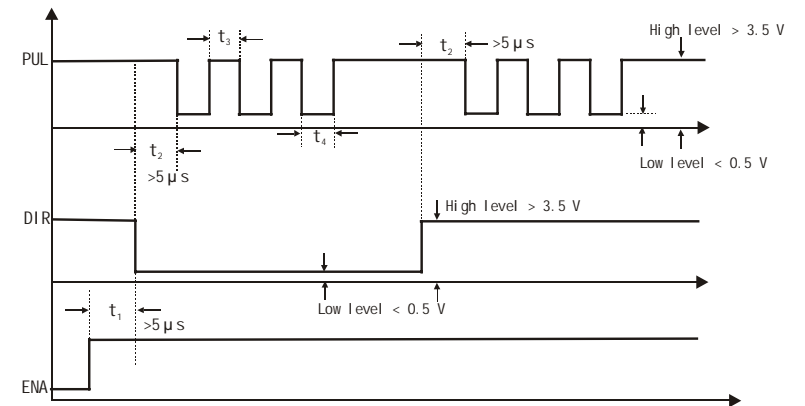 High level > 3.5 V
t3
t2 >5μs
PUL
t4
t2
>5μs
Low level < 0.5 V
High level > 3.5 V
DIR
Low level < 0.5 V
t1
>5μs
ENA